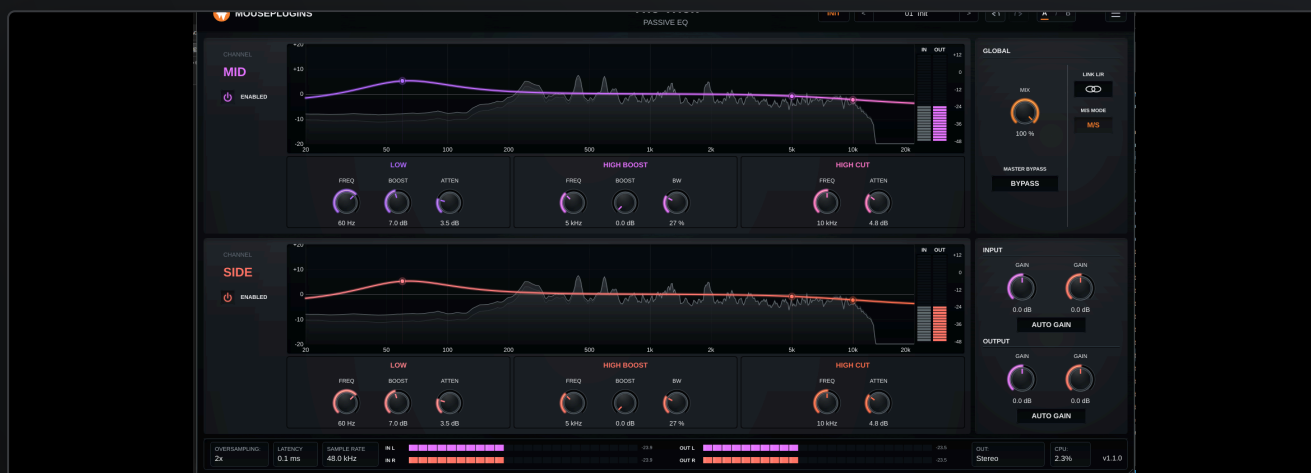 MOUSEPLUGINS
PASSIVE EQ
INIT < 01 Init > A / B
CHANNEL
MID
ENABLED
+20
+10
0
-10
-20
20 50 100 200 500 1k 2k 5k 10k 20k
IN OUT
+12
0
-12
-24
-36
-48
LOW
FREQ BOOST ATTEN
60 Hz 7.0 dB 3.5 dB
HIGH BOOST
FREQ BOOST BW
5 kHz 0.0 dB 27 %
HIGH CUT
FREQ ATTEN
10 kHz 4.8 dB
GLOBAL
MIX
100 %
LINK L/R
M/S MODE
M/S
MASTER BYPASS
BYPASS
CHANNEL
SIDE
ENABLED
+20
+10
0
-10
-20
20 50 100 200 500 1k 2k 5k 10k 20k
IN OUT
+12
0
-12
-24
-36
-48
LOW
FREQ BOOST ATTEN
60 Hz 7.0 dB 3.5 dB
HIGH BOOST
FREQ BOOST BW
5 kHz 0.0 dB 27 %
HIGH CUT
FREQ ATTEN
10 kHz 4.8 dB
INPUT
GAIN GAIN
0.0 dB 0.0 dB
AUTO GAIN
OUTPUT
GAIN GAIN
0.0 dB 0.0 dB
AUTO GAIN
OVERSAMPLING:
2x
LATENCY
0.1 ms
SAMPLE RATE
48.0 kHz
IN L -23.9
IN R -23.9
OUT L -23.5
OUT R -23.5
OUT:
Stereo
CPU:
2.3%
v1.1.0